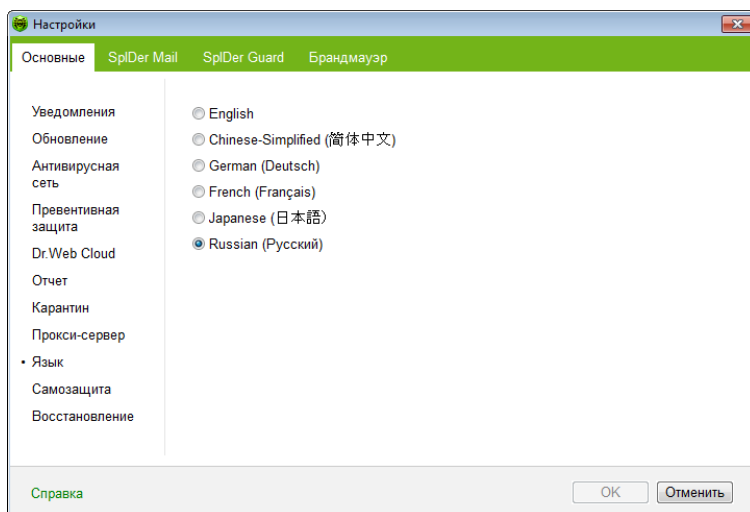 Настройки
Основные SpIDer Mail SpIDer Guard Брандмауэр
Уведомления
Обновление
Антивирусная
сеть
Превентивная
защита
Dr.Web Cloud
Отчет
Карантин
Прокси-сервер
Язык
Самозащита
Восстановление
English
Chinese-Simplified (简体中文)
German (Deutsch)
French (Français)
Japanese (日本語)
Russian (Русский)
Справка
OK Отменить